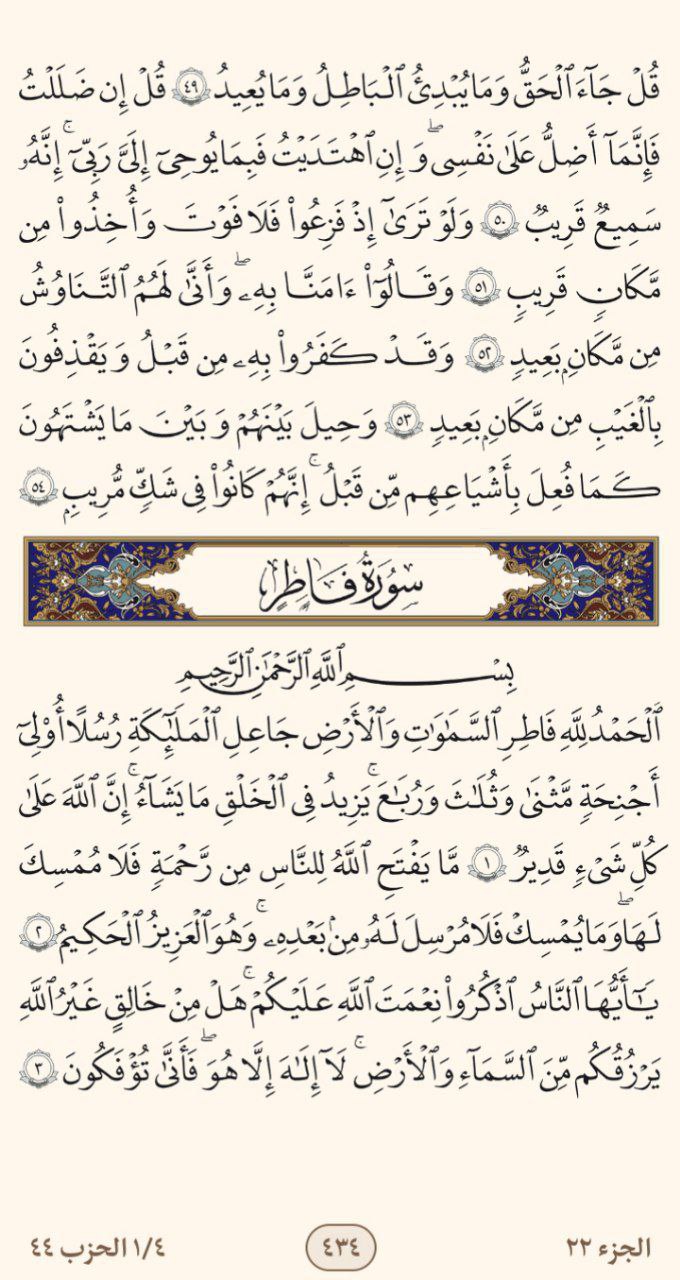 قُلْ جَآءَ ٱلْحَقُّ وَمَا يُبْدِئُ ٱلْبَٰطِلُ وَمَا يُعِيدُ ٤٩ قُلْ إِن ضَلَلْتُ
فَإِنَّمَآ أَضِلُّ عَلَىٰ نَفْسِى ۖ وَإِنِ ٱهْتَدَيْتُ فَبِمَا يُوحِىٓ إِلَىَّ رَبِّىٓ ۚ إِنَّهُۥ
سَمِيعٌ قَرِيبٌ ٥٠ وَلَوْ تَرَىٰٓ إِذْ فَزِعُوا۟ فَلَا فَوْتَ وَأُخِذُوا۟ مِن
مَّكَانٍ قَرِيبٍ ٥١ وَقَالُوٓا۟ ءَامَنَّا بِهِۦ ۖ وَأَنَّىٰ لَهُمُ ٱلتَّنَاوُشُ
مِن مَّكَانٍۭ بَعِيدٍ ٥٢ وَقَدْ كَفَرُوا۟ بِهِۦ مِن قَبْلُ وَيَقْذِفُونَ
بِٱلْغَيْبِ مِن مَّكَانٍۭ بَعِيدٍ ٥٣ وَحِيلَ بَيْنَهُمْ وَبَيْنَ مَا يَشْتَهُونَ
كَمَا فُعِلَ بِأَشْيَاعِهِم مِّن قَبْلُ ۚ إِنَّهُمْ كَانُوا۟ فِى شَكٍّ مُّرِيبٍۭ ٥٤
سُورَةُ فَاطِرٍ
بِسْمِ ٱللَّهِ ٱلرَّحْمَٰنِ ٱلرَّحِيمِ
ٱلْحَمْدُ لِلَّهِ فَاطِرِ ٱلسَّمَٰوَٰتِ وَٱلْأَرْضِ جَاعِلِ ٱلْمَلَٰٓئِكَةِ رُسُلًا أُو۟لِىٓ
أَجْنِحَةٍ مَّثْنَىٰ وَثُلَٰثَ وَرُبَٰعَ ۚ يَزِيدُ فِى ٱلْخَلْقِ مَا يَشَآءُ ۚ إِنَّ ٱللَّهَ عَلَىٰ
كُلِّ شَىْءٍ قَدِيرٌ ١ مَّا يَفْتَحِ ٱللَّهُ لِلنَّاسِ مِن رَّحْمَةٍ فَلَا مُمْسِكَ
لَهَا ۖ وَمَا يُمْسِكْ فَلَا مُرْسِلَ لَهُۥ مِنۢ بَعْدِهِۦ ۚ وَهُوَ ٱلْعَزِيزُ ٱلْحَكِيمُ ٢
يَٰٓأَيُّهَا ٱلنَّاسُ ٱذْكُرُوا۟ نِعْمَتَ ٱللَّهِ عَلَيْكُمْ ۚ هَلْ مِنْ خَٰلِقٍ غَيْرُ ٱللَّهِ
يَرْزُقُكُم مِّنَ ٱلسَّمَآءِ وَٱلْأَرْضِ ۚ لَآ إِلَٰهَ إِلَّا هُوَ ۖ فَأَنَّىٰ تُؤْفَكُونَ ٣
الجزء ٢٢
٤٣٤
١/٤ الحزب ٤٤